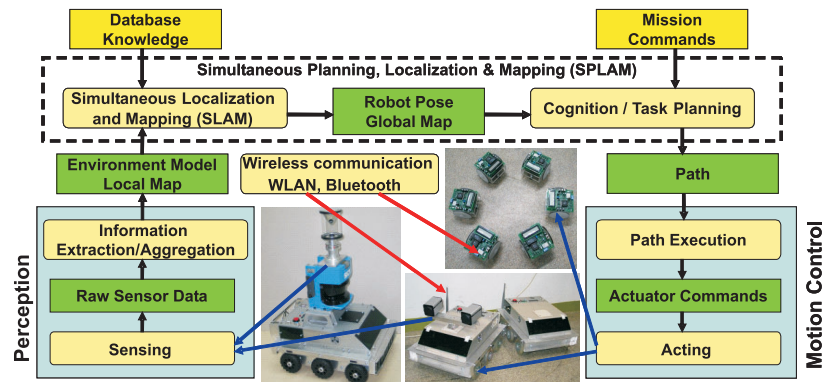 Database
Knowledge
Mission
Commands
Simultaneous Planning, Localization & Mapping (SPLAM)
Simultaneous Localization
and Mapping (SLAM)
Robot Pose
Global Map
Cognition / Task Planning
Environment Model
Local Map
Wireless communication
WLAN, Bluetooth
Path
Perception
Information
Extraction/Aggregation
Raw Sensor Data
Sensing
Path Execution
Actuator Commands
Acting
Motion Control